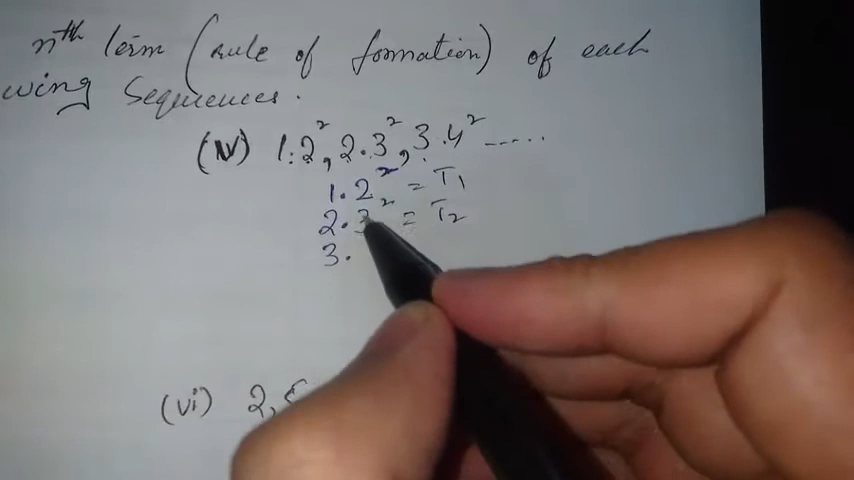 nth term (rule of formation) of each
wing Sequences.
(IV) 1.2², 2.3², 3.4² ......
1.2² = T1
2.3² = T2
3.
(vi) 2,